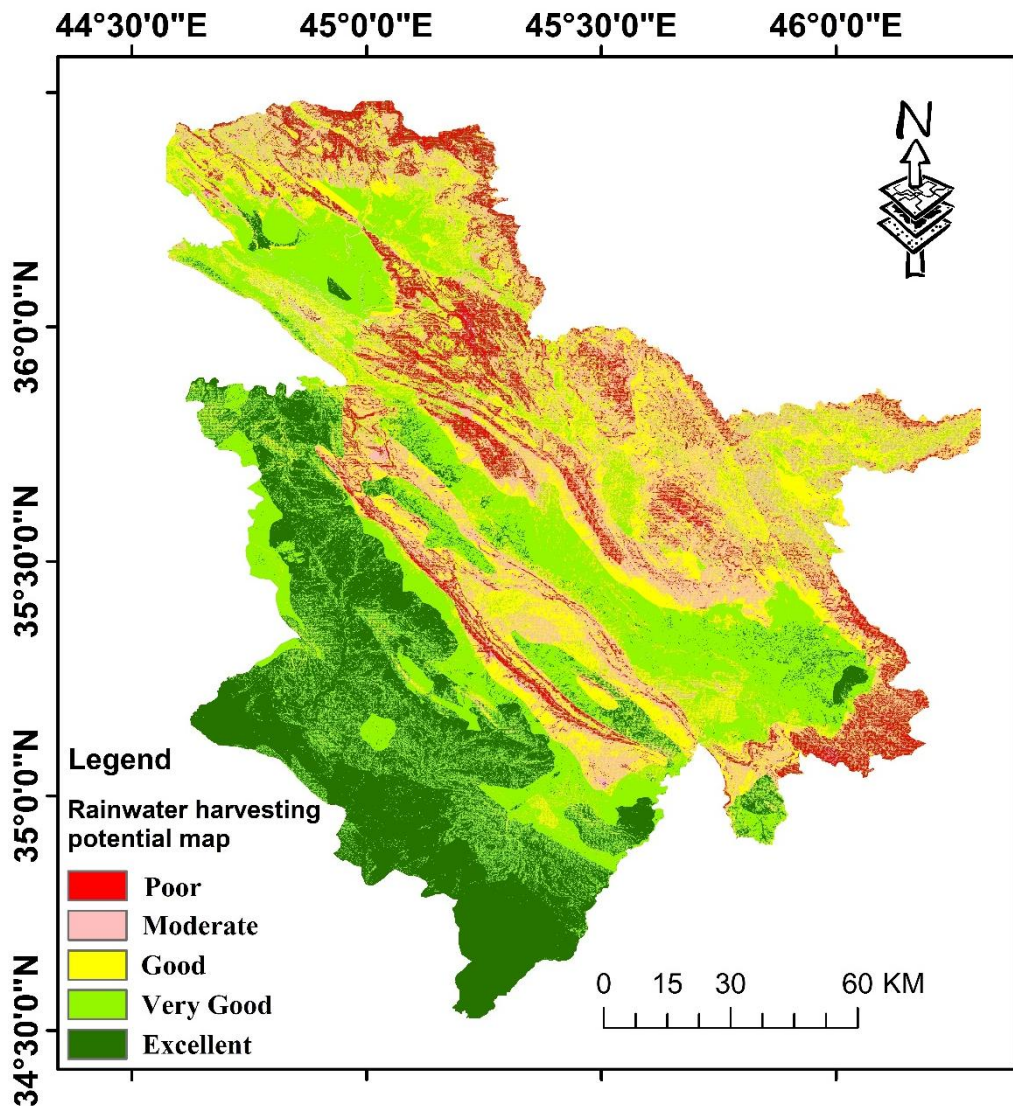 44°30'0"E 45°0'0"E 45°30'0"E 46°0'0"E
N
36°0'0"N
35°30'0"N
35°0'0"N
34°30'0"N
Legend
Rainwater harvesting
potential map
Poor
Moderate
Good
Very Good
Excellent
0 15 30 60 KM